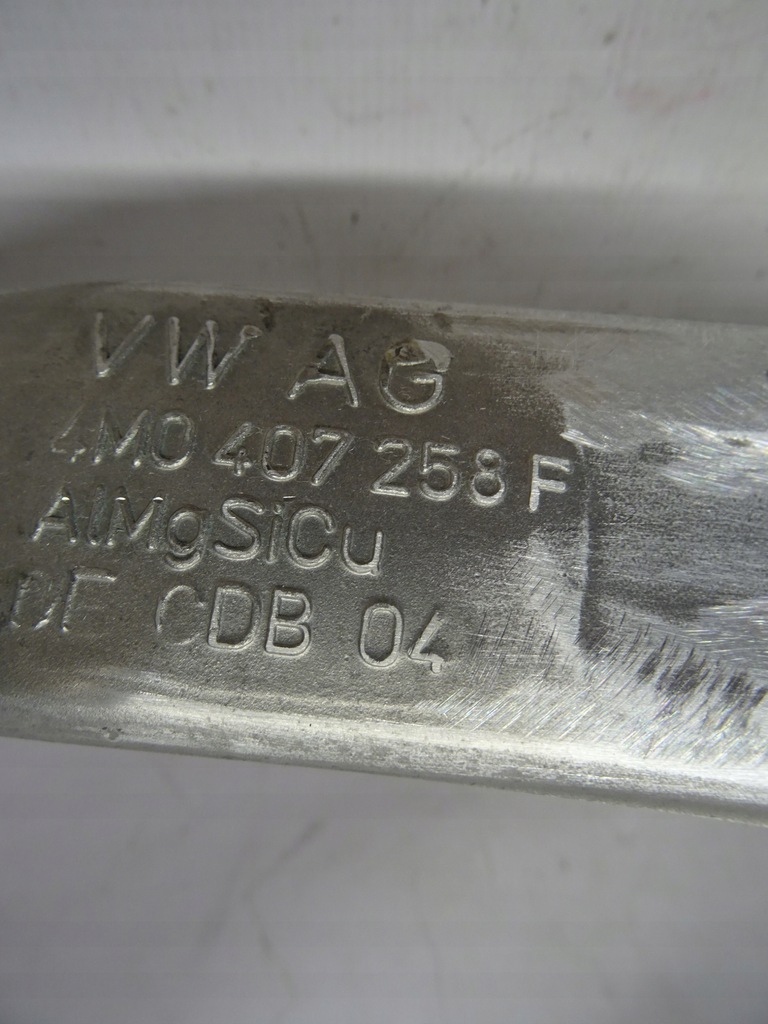 VW AG
4M0 407 258 F
AlMgSiCu
CDB 04